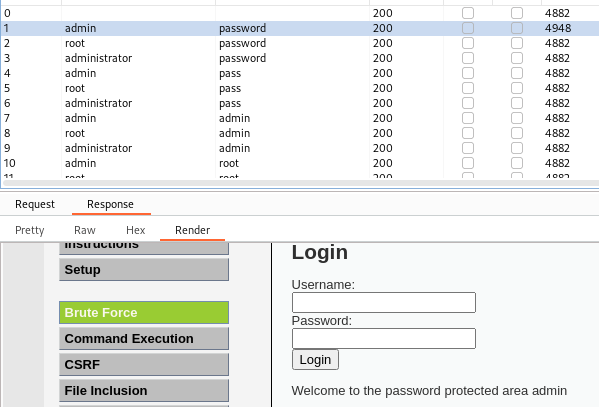 0 200 4882
1 admin password 200 4948
2 root password 200 4882
3 administrator password 200 4882
4 admin pass 200 4882
5 root pass 200 4882
6 administrator pass 200 4882
7 admin admin 200 4882
8 root admin 200 4882
9 administrator admin 200 4882
10 admin root 200 4882
11 root root 200 4882
Request Response
Pretty Raw Hex Render
Instructions
Setup
Brute Force
Command Execution
CSRF
File Inclusion
Login
Username:
Password:
Login
Welcome to the password protected area admin